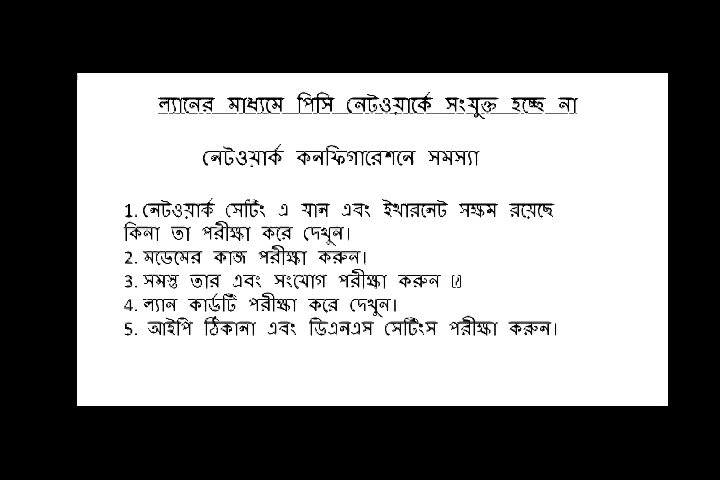 ল্যানের মাধ্যমে পিসি নেটওয়ার্কে সংযুক্ত হচ্ছে না
নেটওয়ার্ক কনফিগারেশনে সমস্যা
1. নেটওয়ার্ক সেটিং এ যান এবং ইথারনেট সক্ষম রয়েছে
কিনা তা পরীক্ষা করে দেখুন।
2. মডেমের কাজ পরীক্ষা করুন।
3. সমস্ত তার এবং সংযোগ পরীক্ষা করুন
4. ল্যান কার্ডটি পরীক্ষা করে দেখুন।
5. আইপি ঠিকানা এবং ডিএনএস সেটিংস পরীক্ষা করুন।